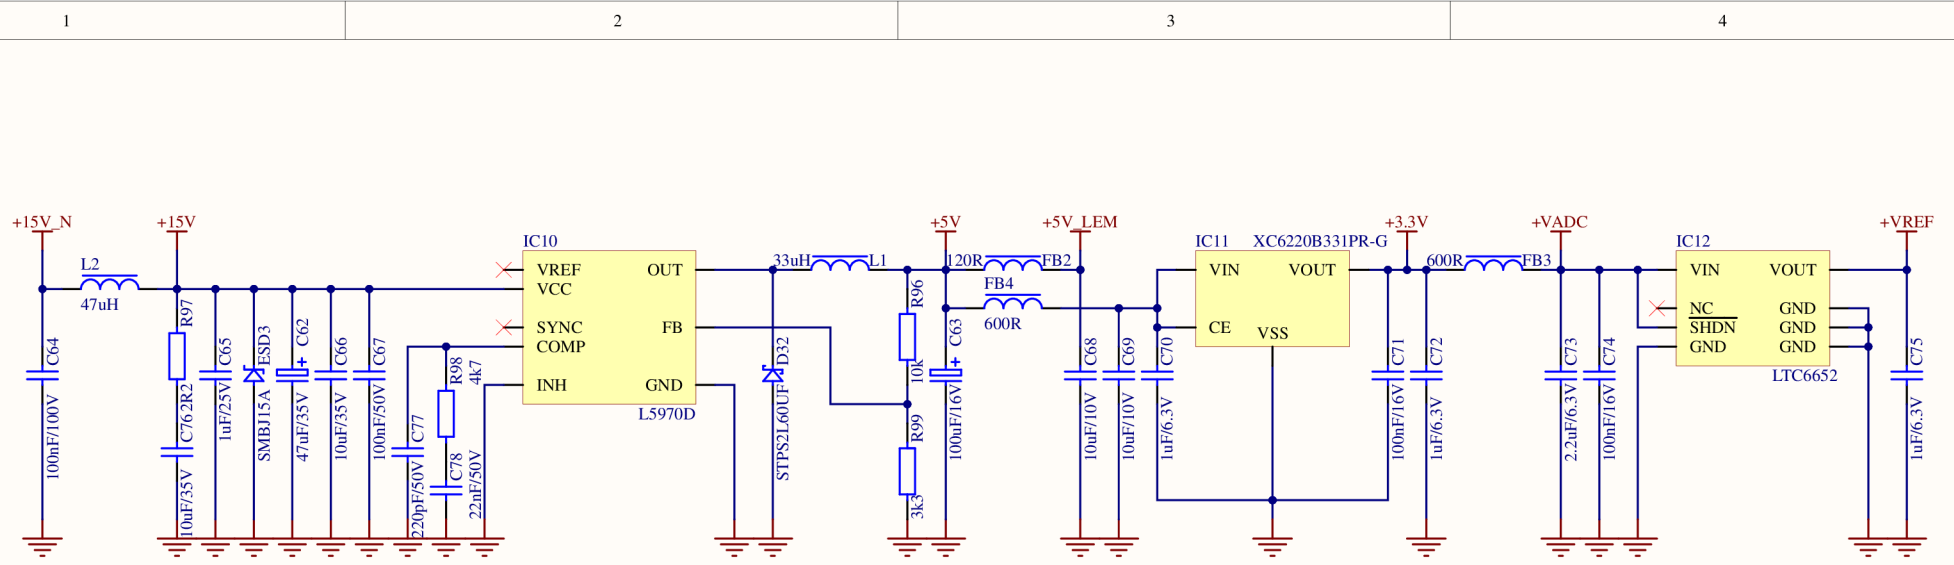 1 2 3 4
+15V_N
+15V
+5V
+5V_LEM
+3.3V
+VADC
+VREF
L2
47uH
C64
100nF/100V
R97
2R2
C76
10uF/35V
C65
1uF/25V
ESD3
SMBJ15A
C62
+
47uF/35V
C66
10uF/35V
C67
100nF/50V
C77
220pF/50V
R98
4k7
C78
22nF/50V
IC10
VREF OUT
VCC
SYNC FB
COMP
INH GND
L5970D
D32
STPS2L60UF
33uH L1
R96
10k
R99
3k3
C63
+
100uF/16V
120R FB2
FB4
600R
C68
10uF/10V
C69
10uF/10V
C70
1uF/6.3V
IC11 XC6220B331PR-G
VIN VOUT
CE
VSS
C71
100nF/16V
C72
1uF/6.3V
600R FB3
C73
2.2uF/6.3V
C74
100nF/16V
IC12
VIN VOUT
NC GND
SHDN GND
GND GND
LTC6652
C75
1uF/6.3V